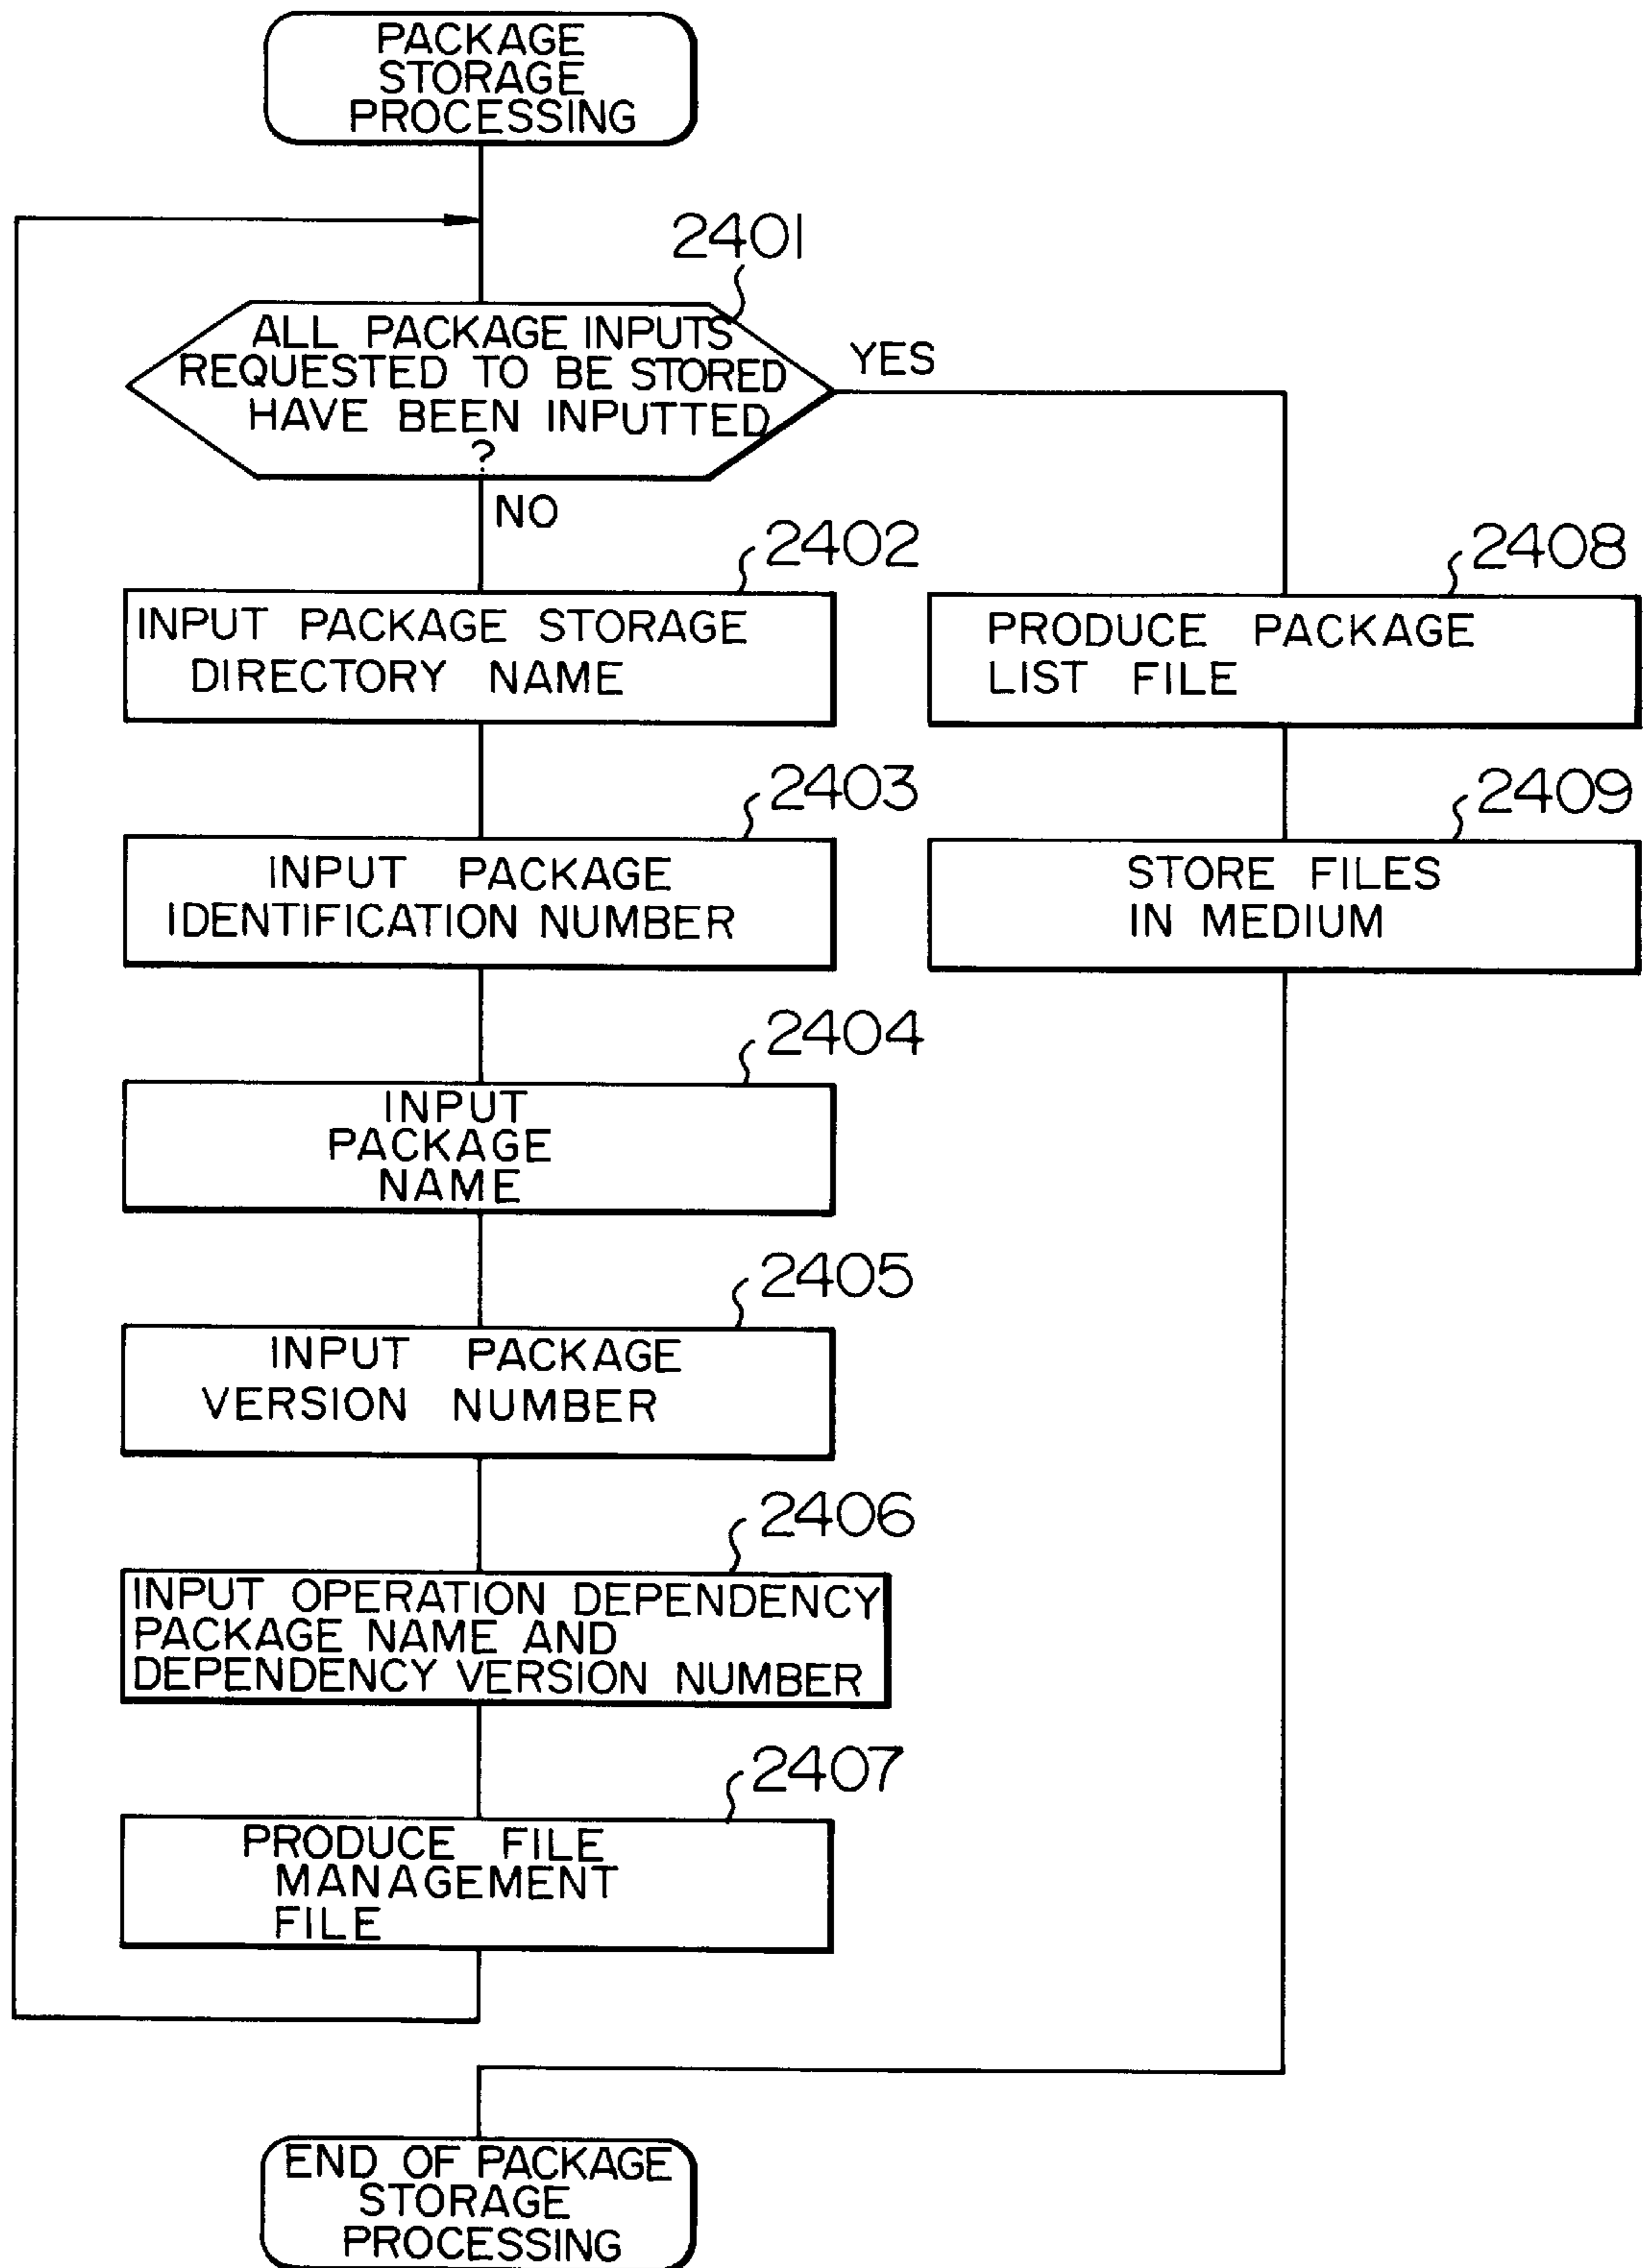 PACKAGE
STORAGE
PROCESSING
2401
ALL PACKAGE INPUTS
REQUESTED TO BE STORED
HAVE BEEN INPUTTED
?
YES
NO
2402
INPUT PACKAGE STORAGE
DIRECTORY NAME
2403
INPUT PACKAGE
IDENTIFICATION NUMBER
2404
INPUT
PACKAGE
NAME
2405
INPUT PACKAGE
VERSION NUMBER
2406
INPUT OPERATION DEPENDENCY
PACKAGE NAME AND
DEPENDENCY VERSION NUMBER
2407
PRODUCE FILE
MANAGEMENT
FILE
2408
PRODUCE PACKAGE
LIST FILE
2409
STORE FILES
IN MEDIUM
END OF PACKAGE
STORAGE
PROCESSING